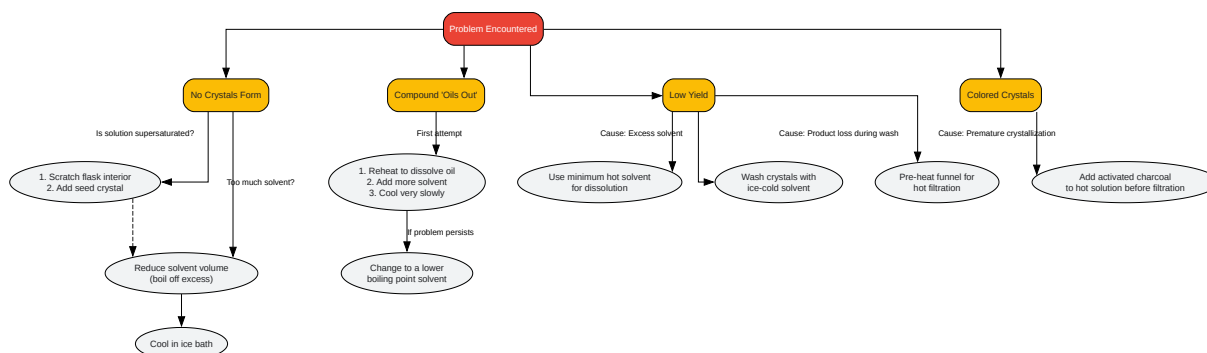 Problem Encountered
No Crystals Form
Compound 'Oils Out'
Low Yield
Colored Crystals
Is solution supersaturated?
First attempt
Cause: Excess solvent
Cause: Product loss during wash
Cause: Premature crystallization
1. Scratch flask interior
2. Add seed crystal
Too much solvent?
1. Reheat to dissolve oil
2. Add more solvent
3. Cool very slowly
Use minimum hot solvent
for dissolution
Wash crystals with
ice-cold solvent
Pre-heat funnel for
hot filtration
Add activated charcoal
to hot solution before filtration
If problem persists
Reduce solvent volume
(boil off excess)
Change to a lower
boiling point solvent
Cool in ice bath